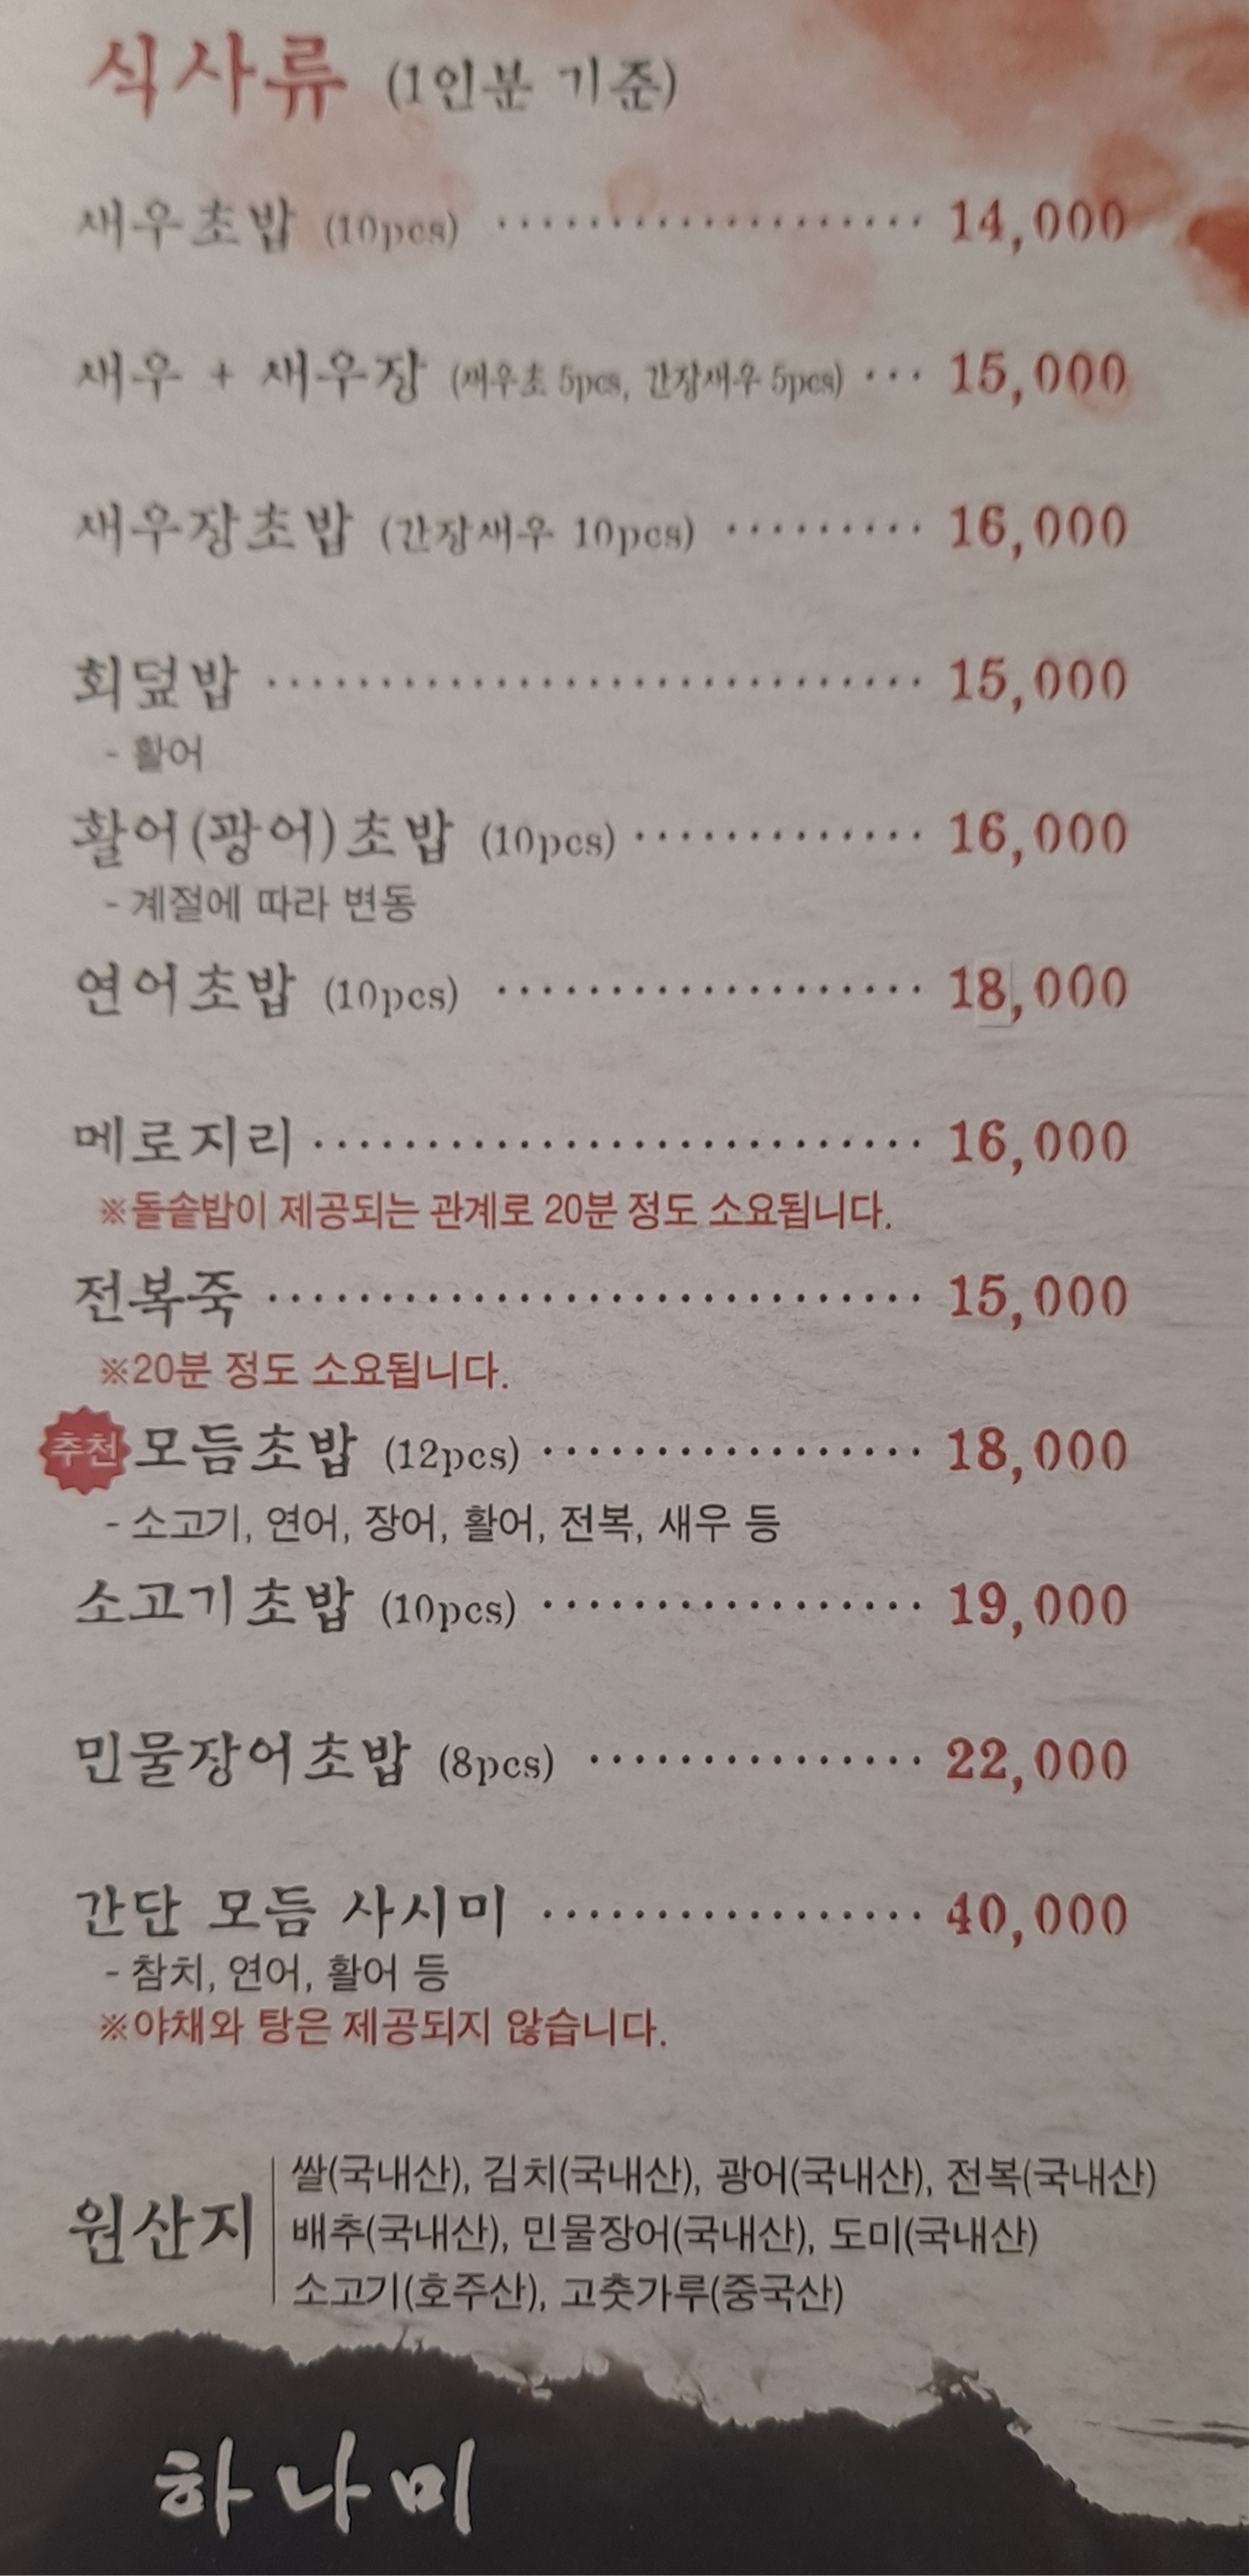 식사류 (1인분 기준)
새우초밥 (10pcs) ··················· 14,000
새우 + 새우장 (새우초 5pcs, 간장새우 5pcs) ··· 15,000
새우장초밥 (간장새우 10pcs) ········· 16,000
회덮밥 ····························· 15,000
- 활어
활어(광어)초밥 (10pcs) ············· 16,000
- 계절에 따라 변동
연어초밥 (10pcs) ··················· 18,000
메로지리 ··························· 16,000
※돌솥밥이 제공되는 관계로 20분 정도 소요됩니다.
전복죽 ····························· 15,000
※20분 정도 소요됩니다.
추천 모듬초밥 (12pcs) ················· 18,000
- 소고기, 연어, 장어, 활어, 전복, 새우 등
소고기초밥 (10pcs) ················· 19,000
민물장어초밥 (8pcs) ··············· 22,000
간단 모듬 사시미 ················· 40,000
- 참치, 연어, 활어 등
※야채와 탕은 제공되지 않습니다.
원산지
쌀(국내산), 김치(국내산), 광어(국내산), 전복(국내산)
배추(국내산), 민물장어(국내산), 도미(국내산)
소고기(호주산), 고춧가루(중국산)
하나미